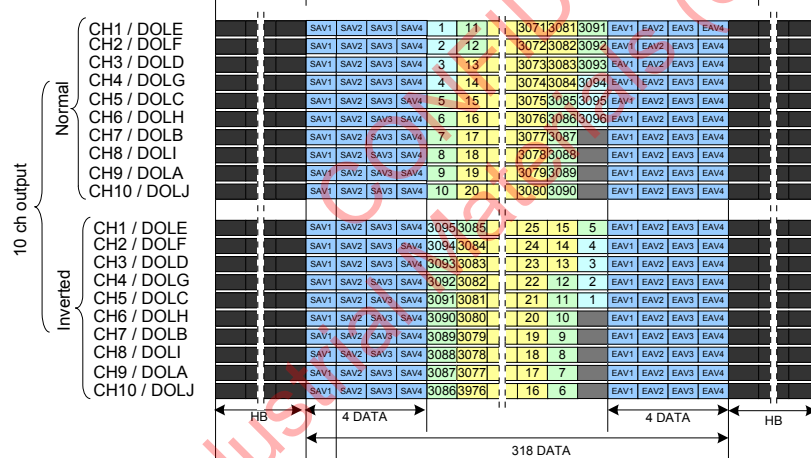 10 ch output
Normal
CH1 / DOLE SAV1 SAV2 SAV3 SAV4 1 11 3071 3081 3091 EAV1 EAV2 EAV3 EAV4
CH2 / DOLF SAV1 SAV2 SAV3 SAV4 2 12 3072 3082 3092 EAV1 EAV2 EAV3 EAV4
CH3 / DOLD SAV1 SAV2 SAV3 SAV4 3 13 3073 3083 3093 EAV1 EAV2 EAV3 EAV4
CH4 / DOLG SAV1 SAV2 SAV3 SAV4 4 14 3074 3084 3094 EAV1 EAV2 EAV3 EAV4
CH5 / DOLC SAV1 SAV2 SAV3 SAV4 5 15 3075 3085 3095 EAV1 EAV2 EAV3 EAV4
CH6 / DOLH SAV1 SAV2 SAV3 SAV4 6 16 3076 3086 3096 EAV1 EAV2 EAV3 EAV4
CH7 / DOLB SAV1 SAV2 SAV3 SAV4 7 17 3077 3087 EAV1 EAV2 EAV3 EAV4
CH8 / DOLI SAV1 SAV2 SAV3 SAV4 8 18 3078 3088 EAV1 EAV2 EAV3 EAV4
CH9 / DOLA SAV1 SAV2 SAV3 SAV4 9 19 3079 3089 EAV1 EAV2 EAV3 EAV4
CH10 / DOLJ SAV1 SAV2 SAV3 SAV4 10 20 3080 3090 EAV1 EAV2 EAV3 EAV4
Inverted
CH1 / DOLE SAV1 SAV2 SAV3 SAV4 3095 3085 25 15 5 EAV1 EAV2 EAV3 EAV4
CH2 / DOLF SAV1 SAV2 SAV3 SAV4 3094 3084 24 14 4 EAV1 EAV2 EAV3 EAV4
CH3 / DOLD SAV1 SAV2 SAV3 SAV4 3093 3083 23 13 3 EAV1 EAV2 EAV3 EAV4
CH4 / DOLG SAV1 SAV2 SAV3 SAV4 3092 3082 22 12 2 EAV1 EAV2 EAV3 EAV4
CH5 / DOLC SAV1 SAV2 SAV3 SAV4 3091 3081 21 11 1 EAV1 EAV2 EAV3 EAV4
CH6 / DOLH SAV1 SAV2 SAV3 SAV4 3090 3080 20 10 EAV1 EAV2 EAV3 EAV4
CH7 / DOLB SAV1 SAV2 SAV3 SAV4 3089 3079 19 9 EAV1 EAV2 EAV3 EAV4
CH8 / DOLI SAV1 SAV2 SAV3 SAV4 3088 3078 18 8 EAV1 EAV2 EAV3 EAV4
CH9 / DOLA SAV1 SAV2 SAV3 SAV4 3087 3077 17 7 EAV1 EAV2 EAV3 EAV4
CH10 / DOLJ SAV1 SAV2 SAV3 SAV4 3086 3976 16 6 EAV1 EAV2 EAV3 EAV4
HB 4 DATA 4 DATA HB
318 DATA